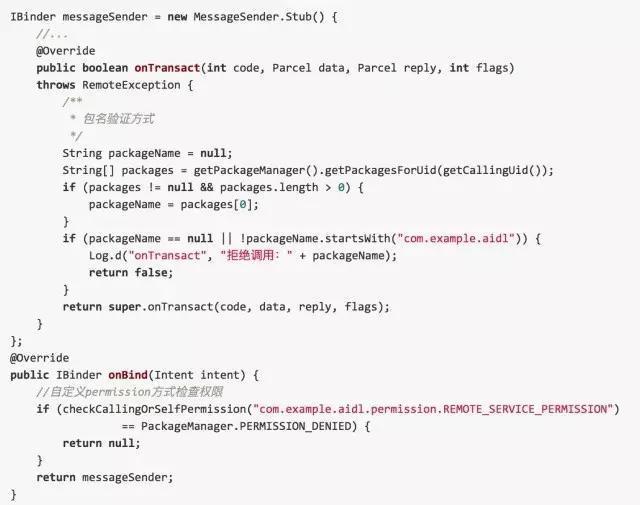 IBinder messageSender = new MessageSender.Stub() {
    //...
    @Override
    public boolean onTransact(int code, Parcel data, Parcel reply, int flags)
    throws RemoteException {
        /**
         * 包名验证方式
         */
        String packageName = null;
        String[] packages = getPackageManager().getPackagesForUid(getCallingUid());
        if (packages != null && packages.length > 0) {
            packageName = packages[0];
        }
        if (packageName == null || !packageName.startsWith("com.example.aidl")) {
            Log.d("onTransact", "拒绝调用：" + packageName);
            return false;
        }
        return super.onTransact(code, data, reply, flags);
    }
};
@Override
public IBinder onBind(Intent intent) {
    //自定义permission方式检查权限
    if (checkCallingOrSelfPermission("com.example.aidl.permission.REMOTE_SERVICE_PERMISSION")
                == PackageManager.PERMISSION_DENIED) {
        return null;
    }
    return messageSender;
}